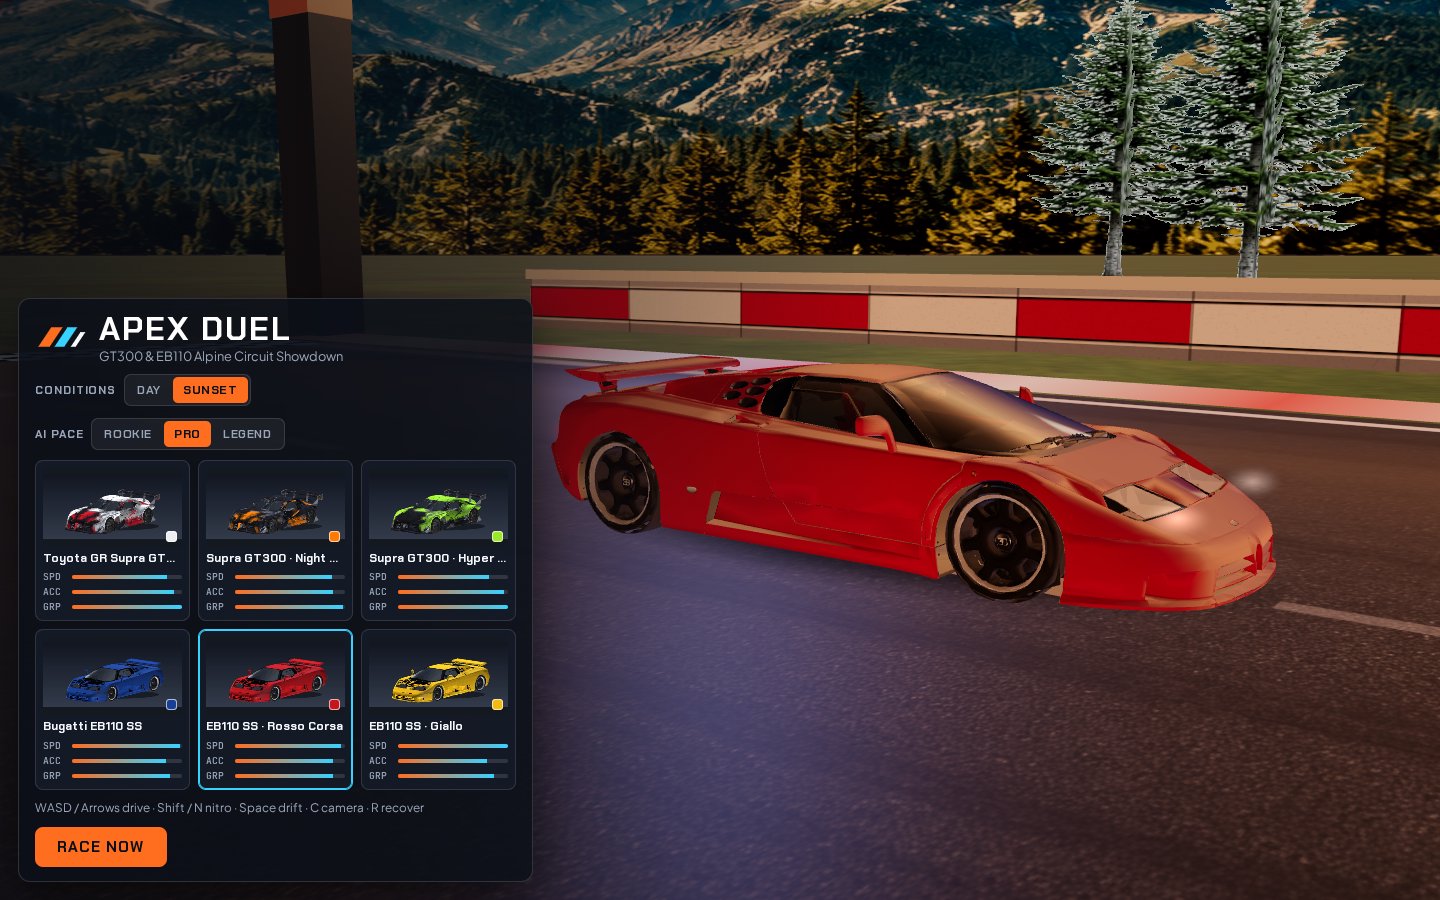 APEX DUEL
GT300 & EB110 Alpine Circuit Showdown
CONDITIONS DAY SUNSET
AI PACE ROOKIE PRO LEGEND
Toyota GR Supra GT...
SPD
ACC
GRP
Supra GT300 · Night ...
SPD
ACC
GRP
Supra GT300 · Hyper ...
SPD
ACC
GRP
Bugatti EB110 SS
SPD
ACC
GRP
EB110 SS · Rosso Corsa
SPD
ACC
GRP
EB110 SS · Giallo
SPD
ACC
GRP
WASD / Arrows drive · Shift / N nitro · Space drift · C camera · R recover
RACE NOW